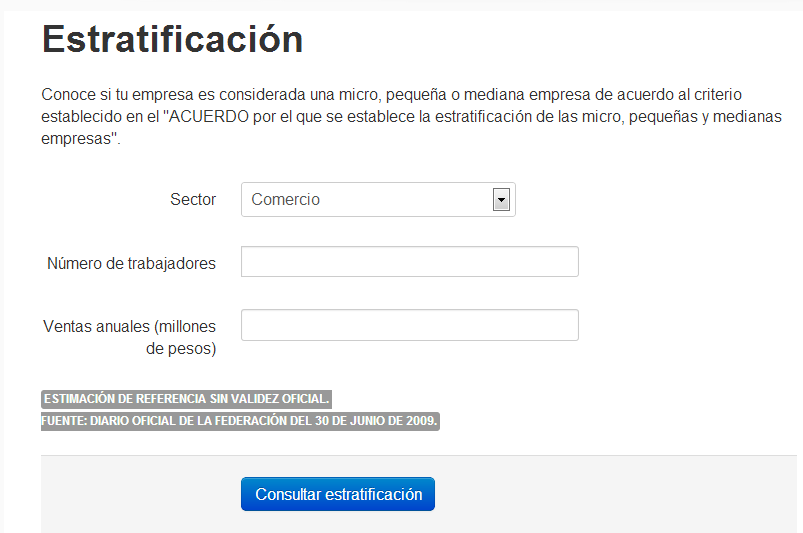 Estratificación
Conoce si tu empresa es considerada una micro, pequeña o mediana empresa de acuerdo al criterio
establecido en el "ACUERDO por el que se establece la estratificación de las micro, pequeñas y medianas
empresas".
Sector
Comercio
Número de trabajadores
Ventas anuales (millones
de pesos)
ESTIMACIÓN DE REFERENCIA SIN VALIDEZ OFICIAL.
FUENTE: DIARIO OFICIAL DE LA FEDERACIÓN DEL 30 DE JUNIO DE 2009.
Consultar estratificación